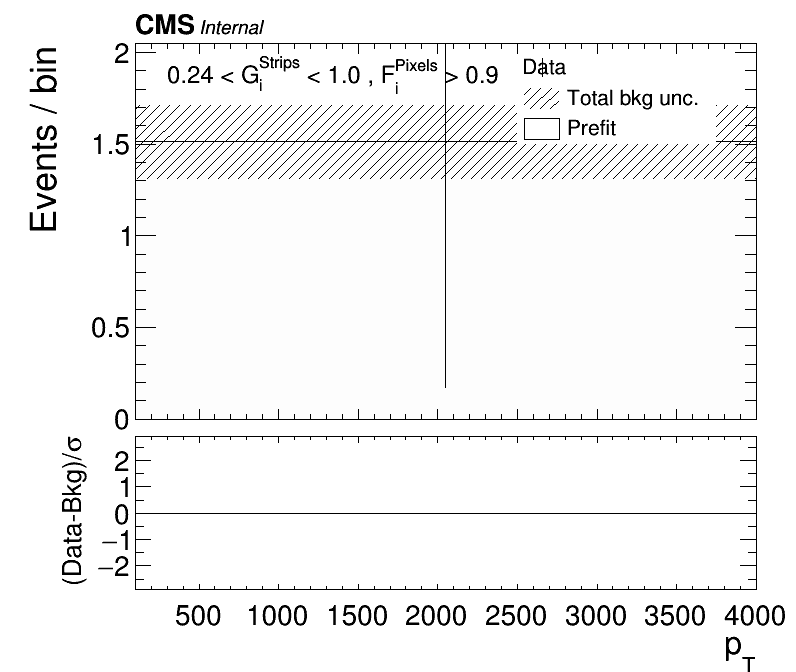 CMS Internal
Events / bin
2
1.5
1
0.5
0
0.24 < G_i^Strips < 1.0 , F_i^Pixels > 0.9
Data
Total bkg unc.
Prefit
(Data-Bkg)/σ
2
1
0
−1
−2
500 1000 1500 2000 2500 3000 3500 4000
p_T